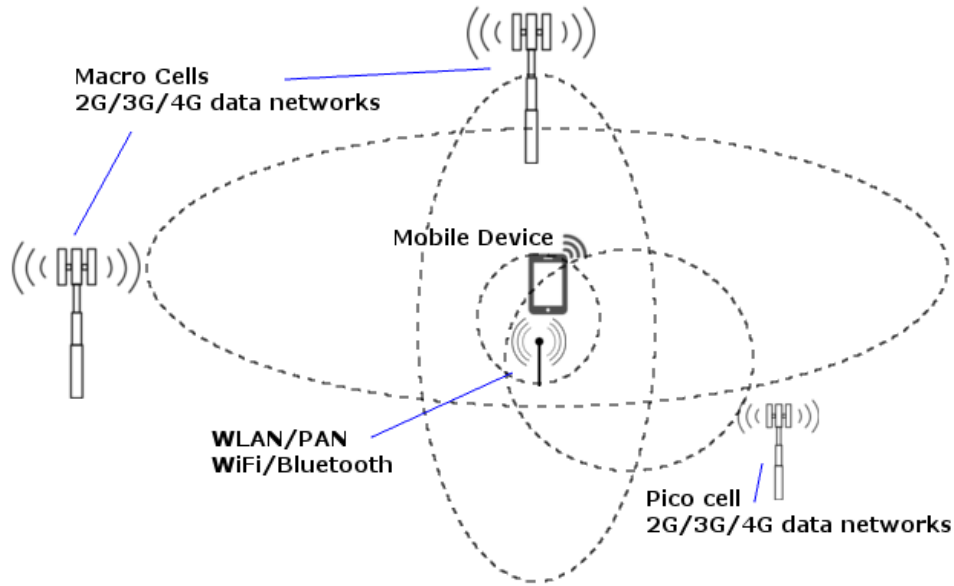 Macro Cells
2G/3G/4G data networks
Mobile Device
WLAN/PAN
WiFi/Bluetooth
Pico cell
2G/3G/4G data networks